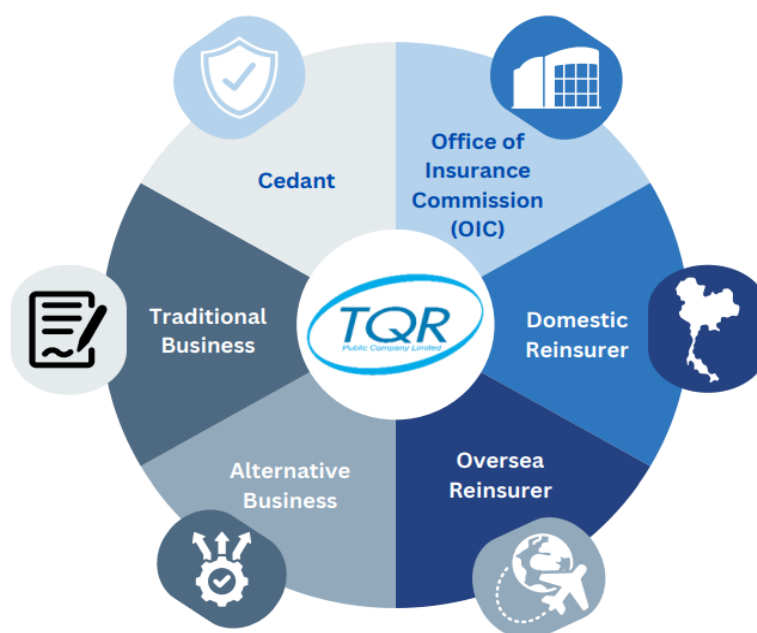 Cedant
Office of
Insurance
Commission
(OIC)
Traditional
Business
TQR
Public Company Limited
Domestic
Reinsurer
Alternative
Business
Oversea
Reinsurer